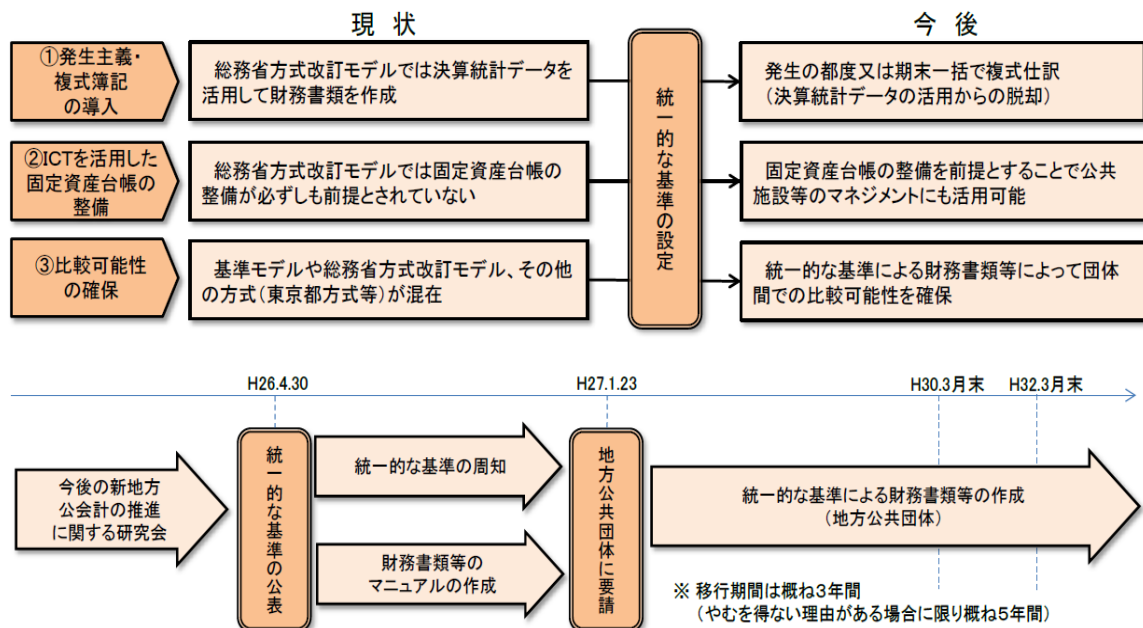 現 状
今 後
①発生主義・
複式簿記
の導入
総務省方式改訂モデルでは決算統計データを
活用して財務書類を作成
発生の都度又は期末一括で複式仕訳
（決算統計データの活用からの脱却）
②ICTを活用した
固定資産台帳の
整備
総務省方式改訂モデルでは固定資産台帳の
整備が必ずしも前提とされていない
固定資産台帳の整備を前提とすることで公共
施設等のマネジメントにも活用可能
③比較可能性
の確保
基準モデルや総務省方式改訂モデル、その他
の方式（東京都方式等）が混在
統一的な基準による財務書類等によって団体
間での比較可能性を確保
統一的な基準の設定
H26.4.30
H27.1.23
H30.3月末
H32.3月末
今後の新地方
公会計の推進
に関する研究会
統一的な基準の公表
統一的な基準の周知
財務書類等の
マニュアルの作成
地方公共団体に要請
統一的な基準による財務書類等の作成
（地方公共団体）
※ 移行期間は概ね３年間
（やむを得ない理由がある場合に限り概ね５年間）